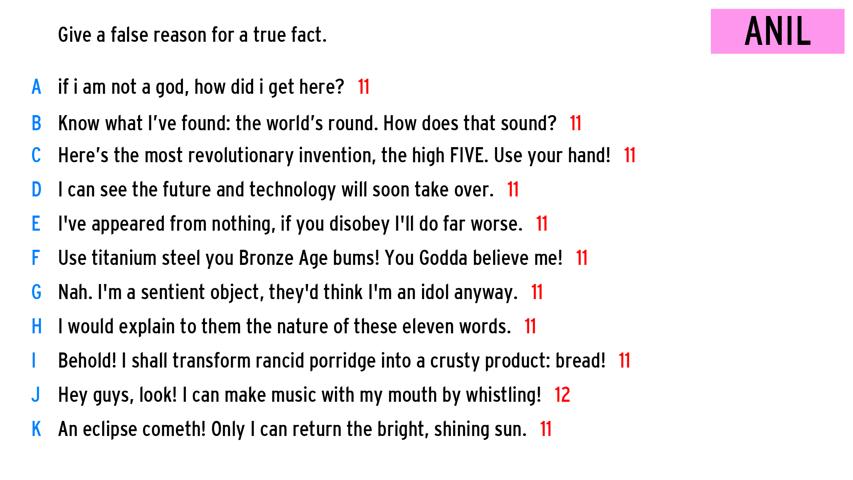 Give a false reason for a true fact.
ANIL
A if i am not a god, how did i get here? 11
B Know what I've found: the world's round. How does that sound? 11
C Here's the most revolutionary invention, the high FIVE. Use your hand! 11
D I can see the future and technology will soon take over. 11
E I've appeared from nothing, if you disobey I'll do far worse. 11
F Use titanium steel you Bronze Age bums! You Godda believe me! 11
G Nah. I'm a sentient object, they'd think I'm an idol anyway. 11
H I would explain to them the nature of these eleven words. 11
I Behold! I shall transform rancid porridge into a crusty product: bread! 11
J Hey guys, look! I can make music with my mouth by whistling! 12
K An eclipse cometh! Only I can return the bright, shining sun. 11